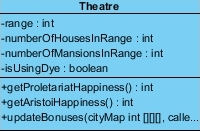 Theatre
-range : int
-numberOfHousesInRange : int
-numberOfMansionsInRange : int
-isUsingDye : boolean
+getProletariatHappiness() : int
+getAristoiHappiness() : int
+updateBonuses(cityMap int [][][], calle...